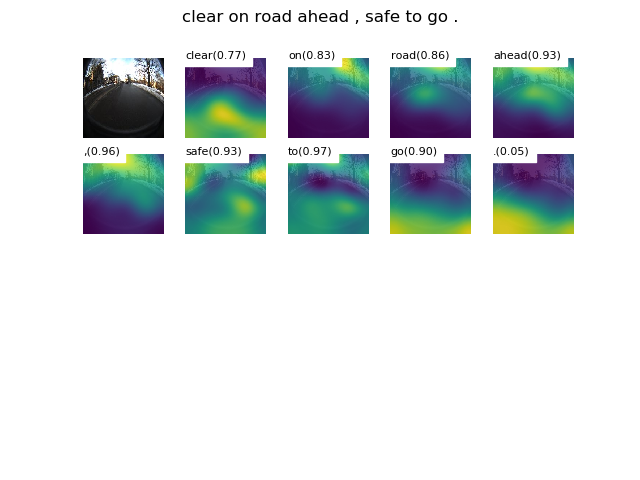 clear on road ahead , safe to go .
clear(0.77) on(0.83) road(0.86) ahead(0.93)
,(0.96) safe(0.93) to(0.97) go(0.90) .(0.05)